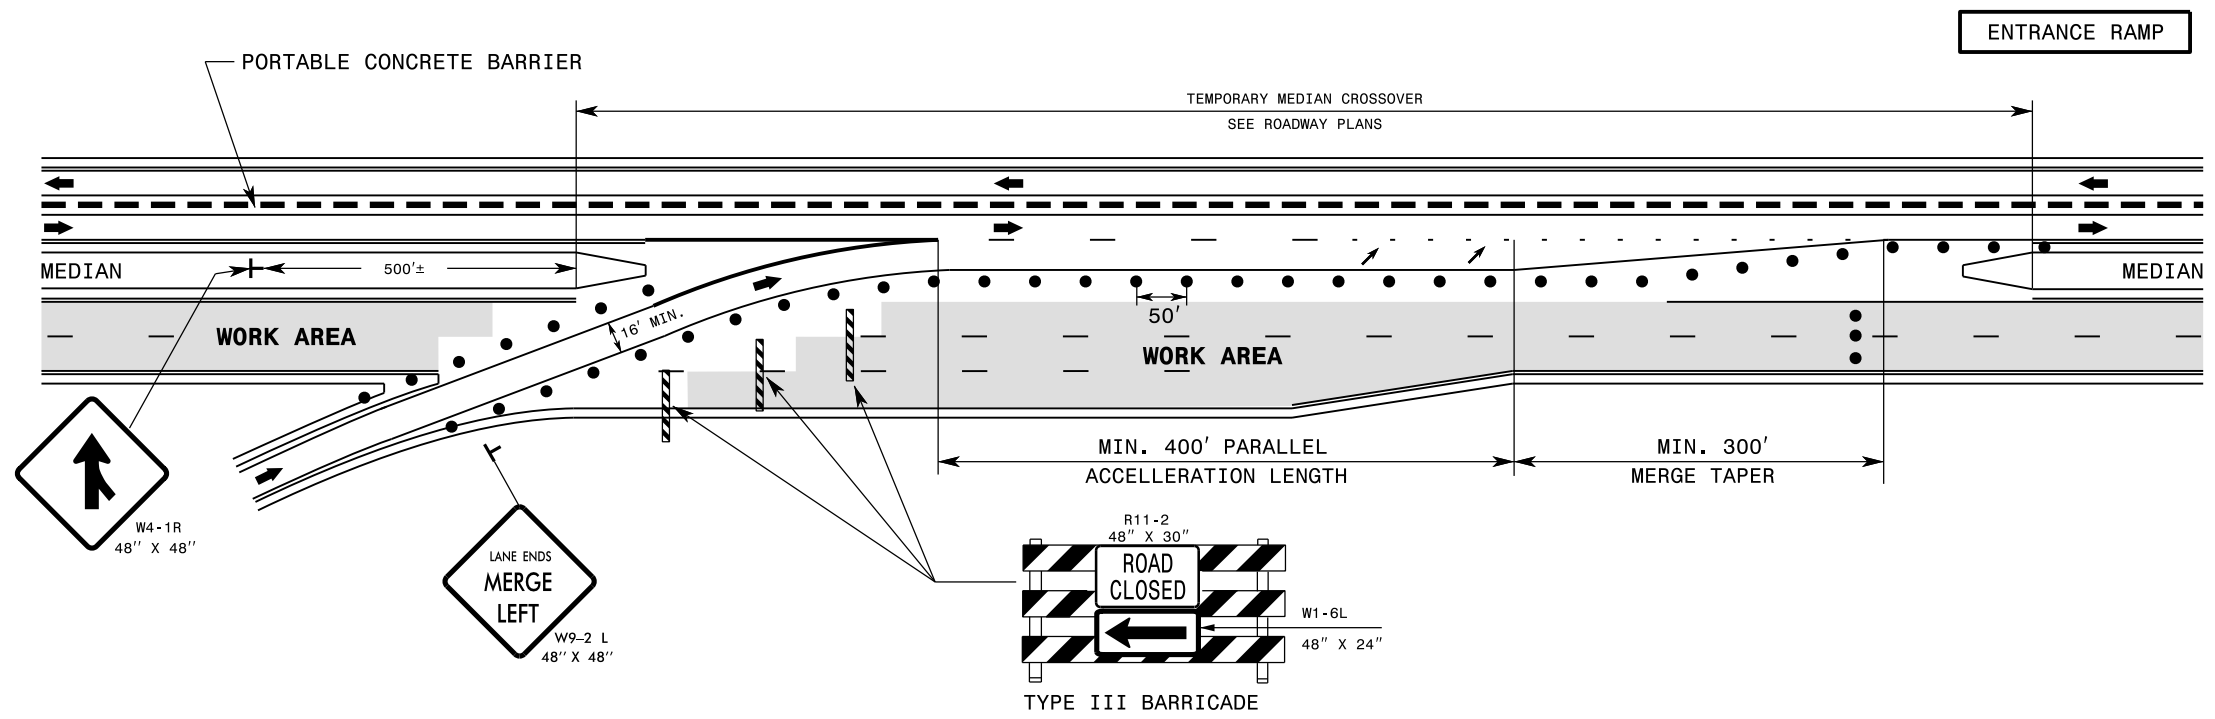 ENTRANCE RAMP
PORTABLE CONCRETE BARRIER
TEMPORARY MEDIAN CROSSOVER
SEE ROADWAY PLANS
MEDIAN
500'±
MEDIAN
16' MIN.
50'
WORK AREA
WORK AREA
MIN. 400' PARALLEL
ACCELLERATION LENGTH
MIN. 300'
MERGE TAPER
W4-1R
48'' X 48''
LANE ENDS
MERGE
LEFT
W9-2 L
48'' X 48''
R11-2
48" X 30"
ROAD
CLOSED
W1-6L
48" X 24"
TYPE III BARRICADE